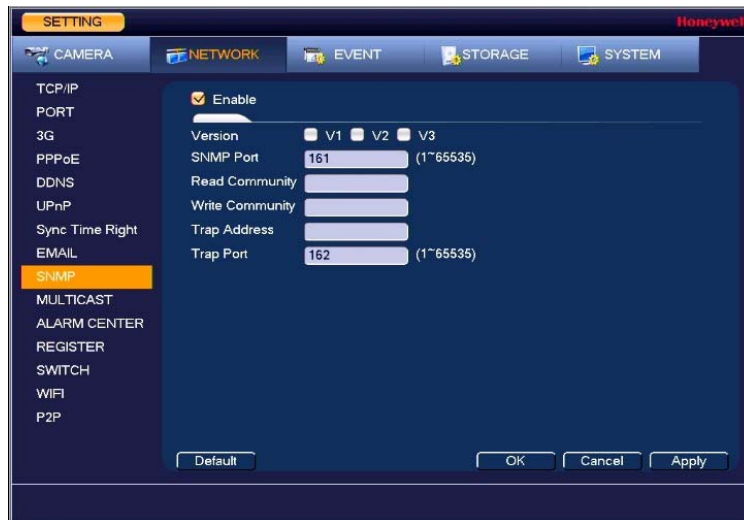 SETTING
Honeywell
CAMERA NETWORK EVENT STORAGE SYSTEM
TCP/IP
PORT
3G
PPPoE
DDNS
UPnP
Sync Time Right
EMAIL
SNMP
MULTICAST
ALARM CENTER
REGISTER
SWITCH
WIFI
P2P
Enable
Version V1 V2 V3
SNMP Port 161 (1~65535)
Read Community
Write Community
Trap Address
Trap Port 162 (1~65535)
Default OK Cancel Apply